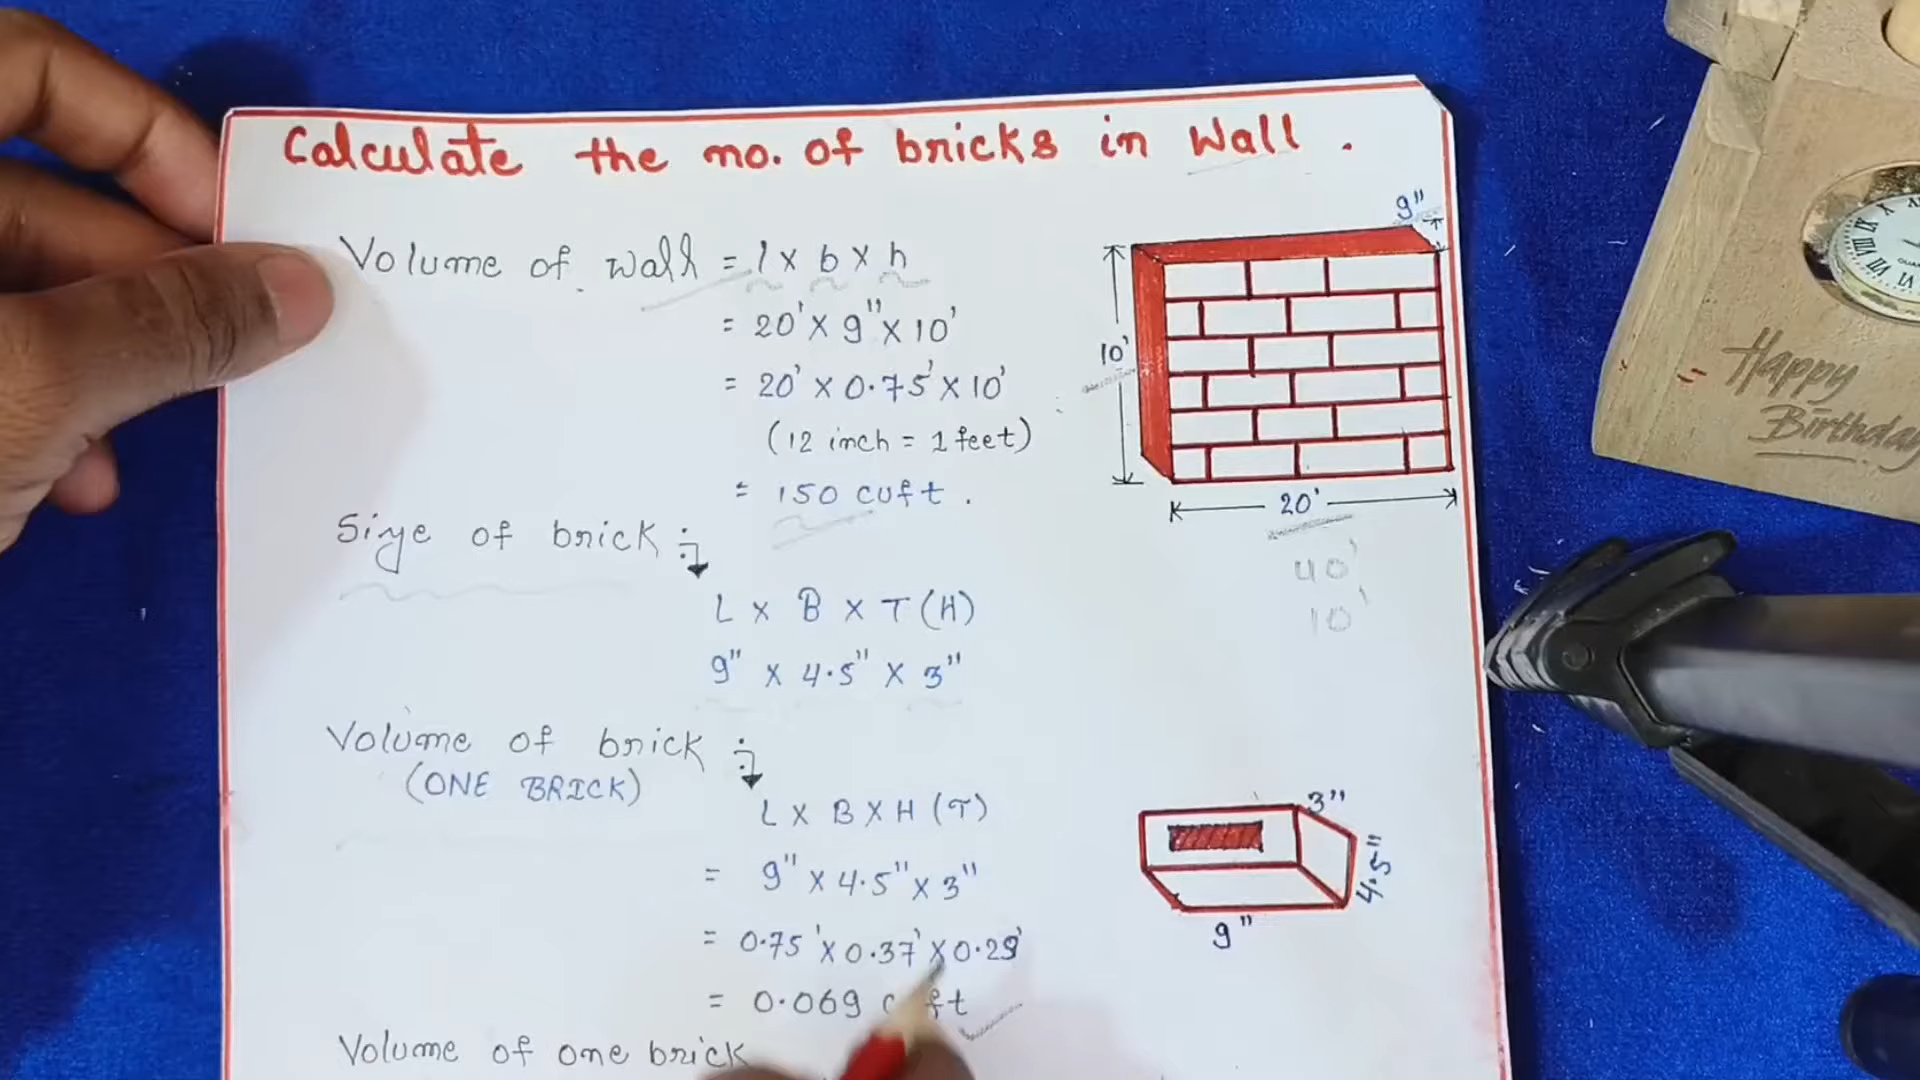 Calculate the no. of bricks in wall.
Volume of wall = l x b x h
= 20' x 9" x 10'
= 20' x 0.75' x 10'
(12 inch = 1 feet)
= 150 cuft.
Size of brick :-
L x B x T (H)
9" x 4.5" x 3"
Volume of brick :-
(ONE BRICK)
L x B x H (T)
= 9" x 4.5" x 3"
= 0.75' x 0.37' x 0.25'
= 0.069
Volume of one brick
9"
10'
20'
40'
10'
3"
4.5"
9"
Happy
Birthday